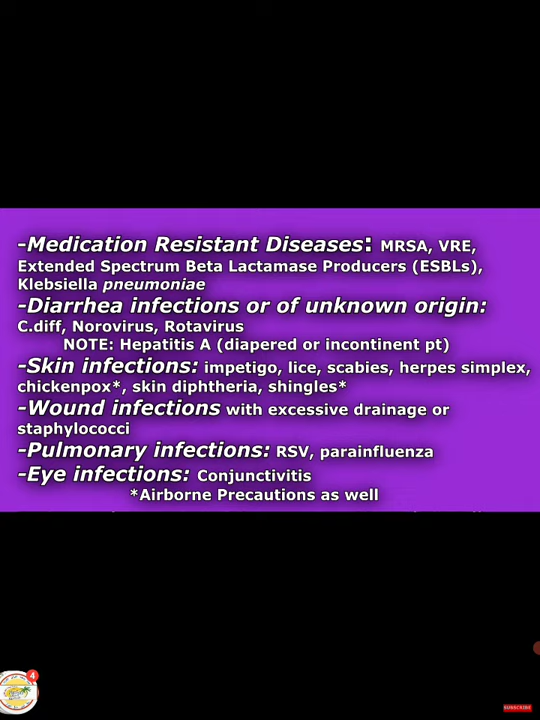 -Medication Resistant Diseases: MRSA, VRE,
Extended Spectrum Beta Lactamase Producers (ESBLs),
Klebsiella pneumoniae
-Diarrhea infections or of unknown origin:
C.diff, Norovirus, Rotavirus
NOTE: Hepatitis A (diapered or incontinent pt)
-Skin infections: impetigo, lice, scabies, herpes simplex,
chickenpox*, skin diphtheria, shingles*
-Wound infections with excessive drainage or
staphylococci
-Pulmonary infections: RSV, parainfluenza
-Eye infections: Conjunctivitis
*Airborne Precautions as well
4
SUBSCRIBE